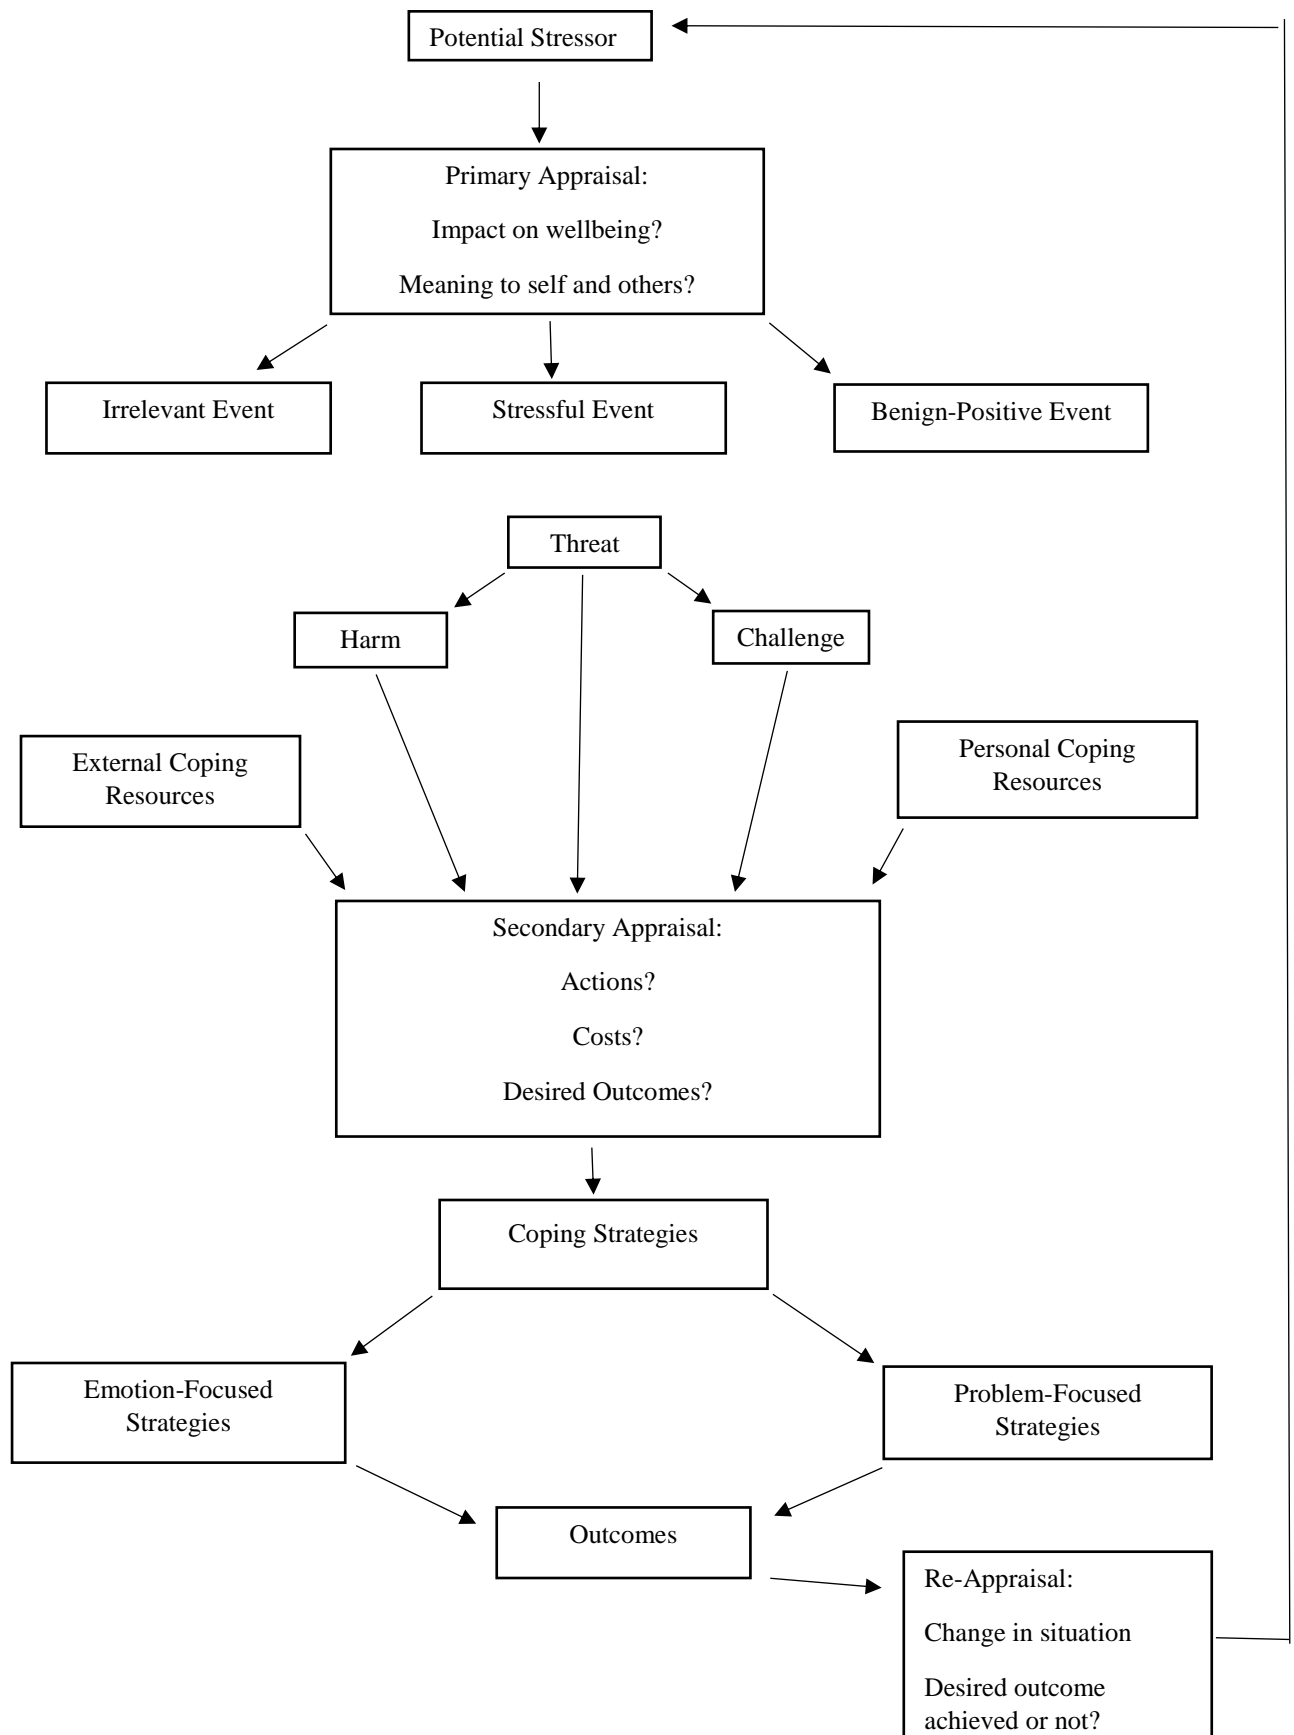 Potential Stressor
Primary Appraisal:
Impact on wellbeing?
Meaning to self and others?
Irrelevant Event
Stressful Event
Benign-Positive Event
Threat
Harm
Challenge
External Coping
Resources
Personal Coping
Resources
Secondary Appraisal:
Actions?
Costs?
Desired Outcomes?
Coping Strategies
Emotion-Focused
Strategies
Problem-Focused
Strategies
Outcomes
Re-Appraisal:
Change in situation
Desired outcome
achieved or not?